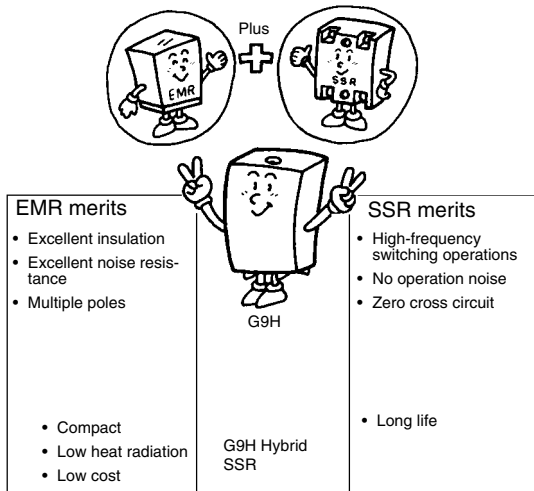 Plus
EMR
SSR
EMR merits
• Excellent insulation
• Excellent noise resis-
tance
• Multiple poles
• Compact
• Low heat radiation
• Low cost
G9H
G9H Hybrid
SSR
SSR merits
• High-frequency
switching operations
• No operation noise
• Zero cross circuit
• Long life